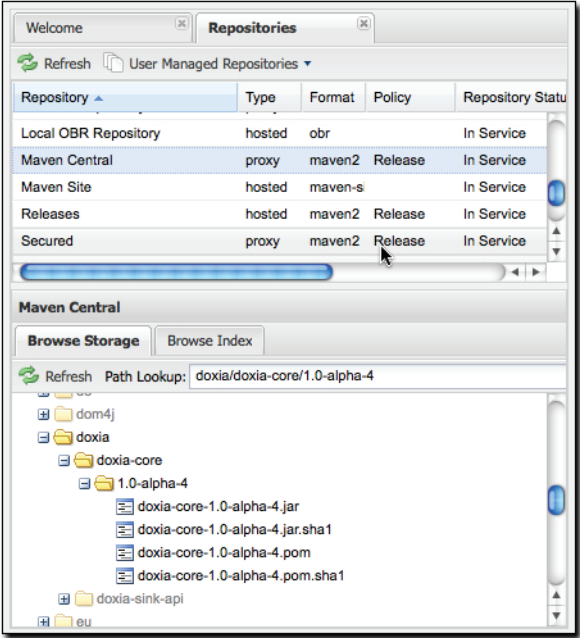 Welcome Repositories
Refresh User Managed Repositories
Repository Type Format Policy Repository Statu
Local OBR Repository hosted obr In Service
Maven Central proxy maven2 Release In Service
Maven Site hosted maven-si In Service
Releases hosted maven2 Release In Service
Secured proxy maven2 Release In Service
Maven Central
Browse Storage Browse Index
Refresh Path Lookup: doxia/doxia-core/1.0-alpha-4
dom4j
doxia
doxia-core
1.0-alpha-4
doxia-core-1.0-alpha-4.jar
doxia-core-1.0-alpha-4.jar.sha1
doxia-core-1.0-alpha-4.pom
doxia-core-1.0-alpha-4.pom.sha1
doxia-sink-api
eu